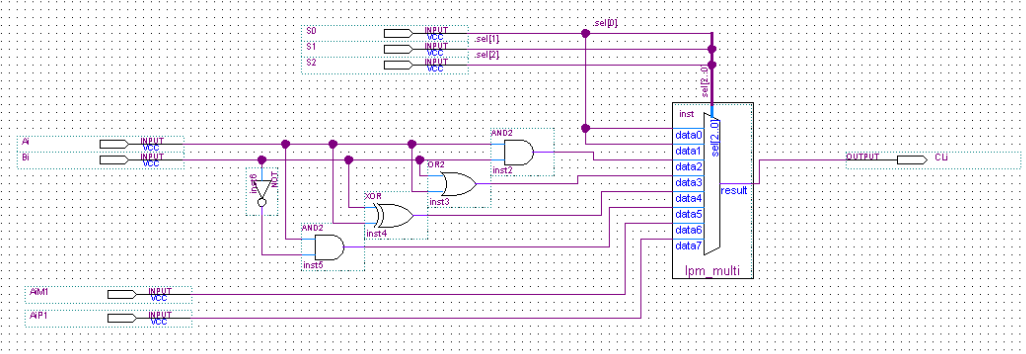 S0 INPUT VCC sel[0]
S1 INPUT VCC sel[1]
S2 INPUT VCC sel[2]
sel[2..0]
inst
Ai INPUT VCC
Bi INPUT VCC
AND2
inst2
OR2
inst3
XOR
inst4
AND2
inst5
NOT
inst6
data0
data1
data2
data3
data4
data5
data6
data7
sel[2..0]
result
lpm_multi
OUTPUT CLi
AiM1 INPUT VCC
AiP1 INPUT VCC